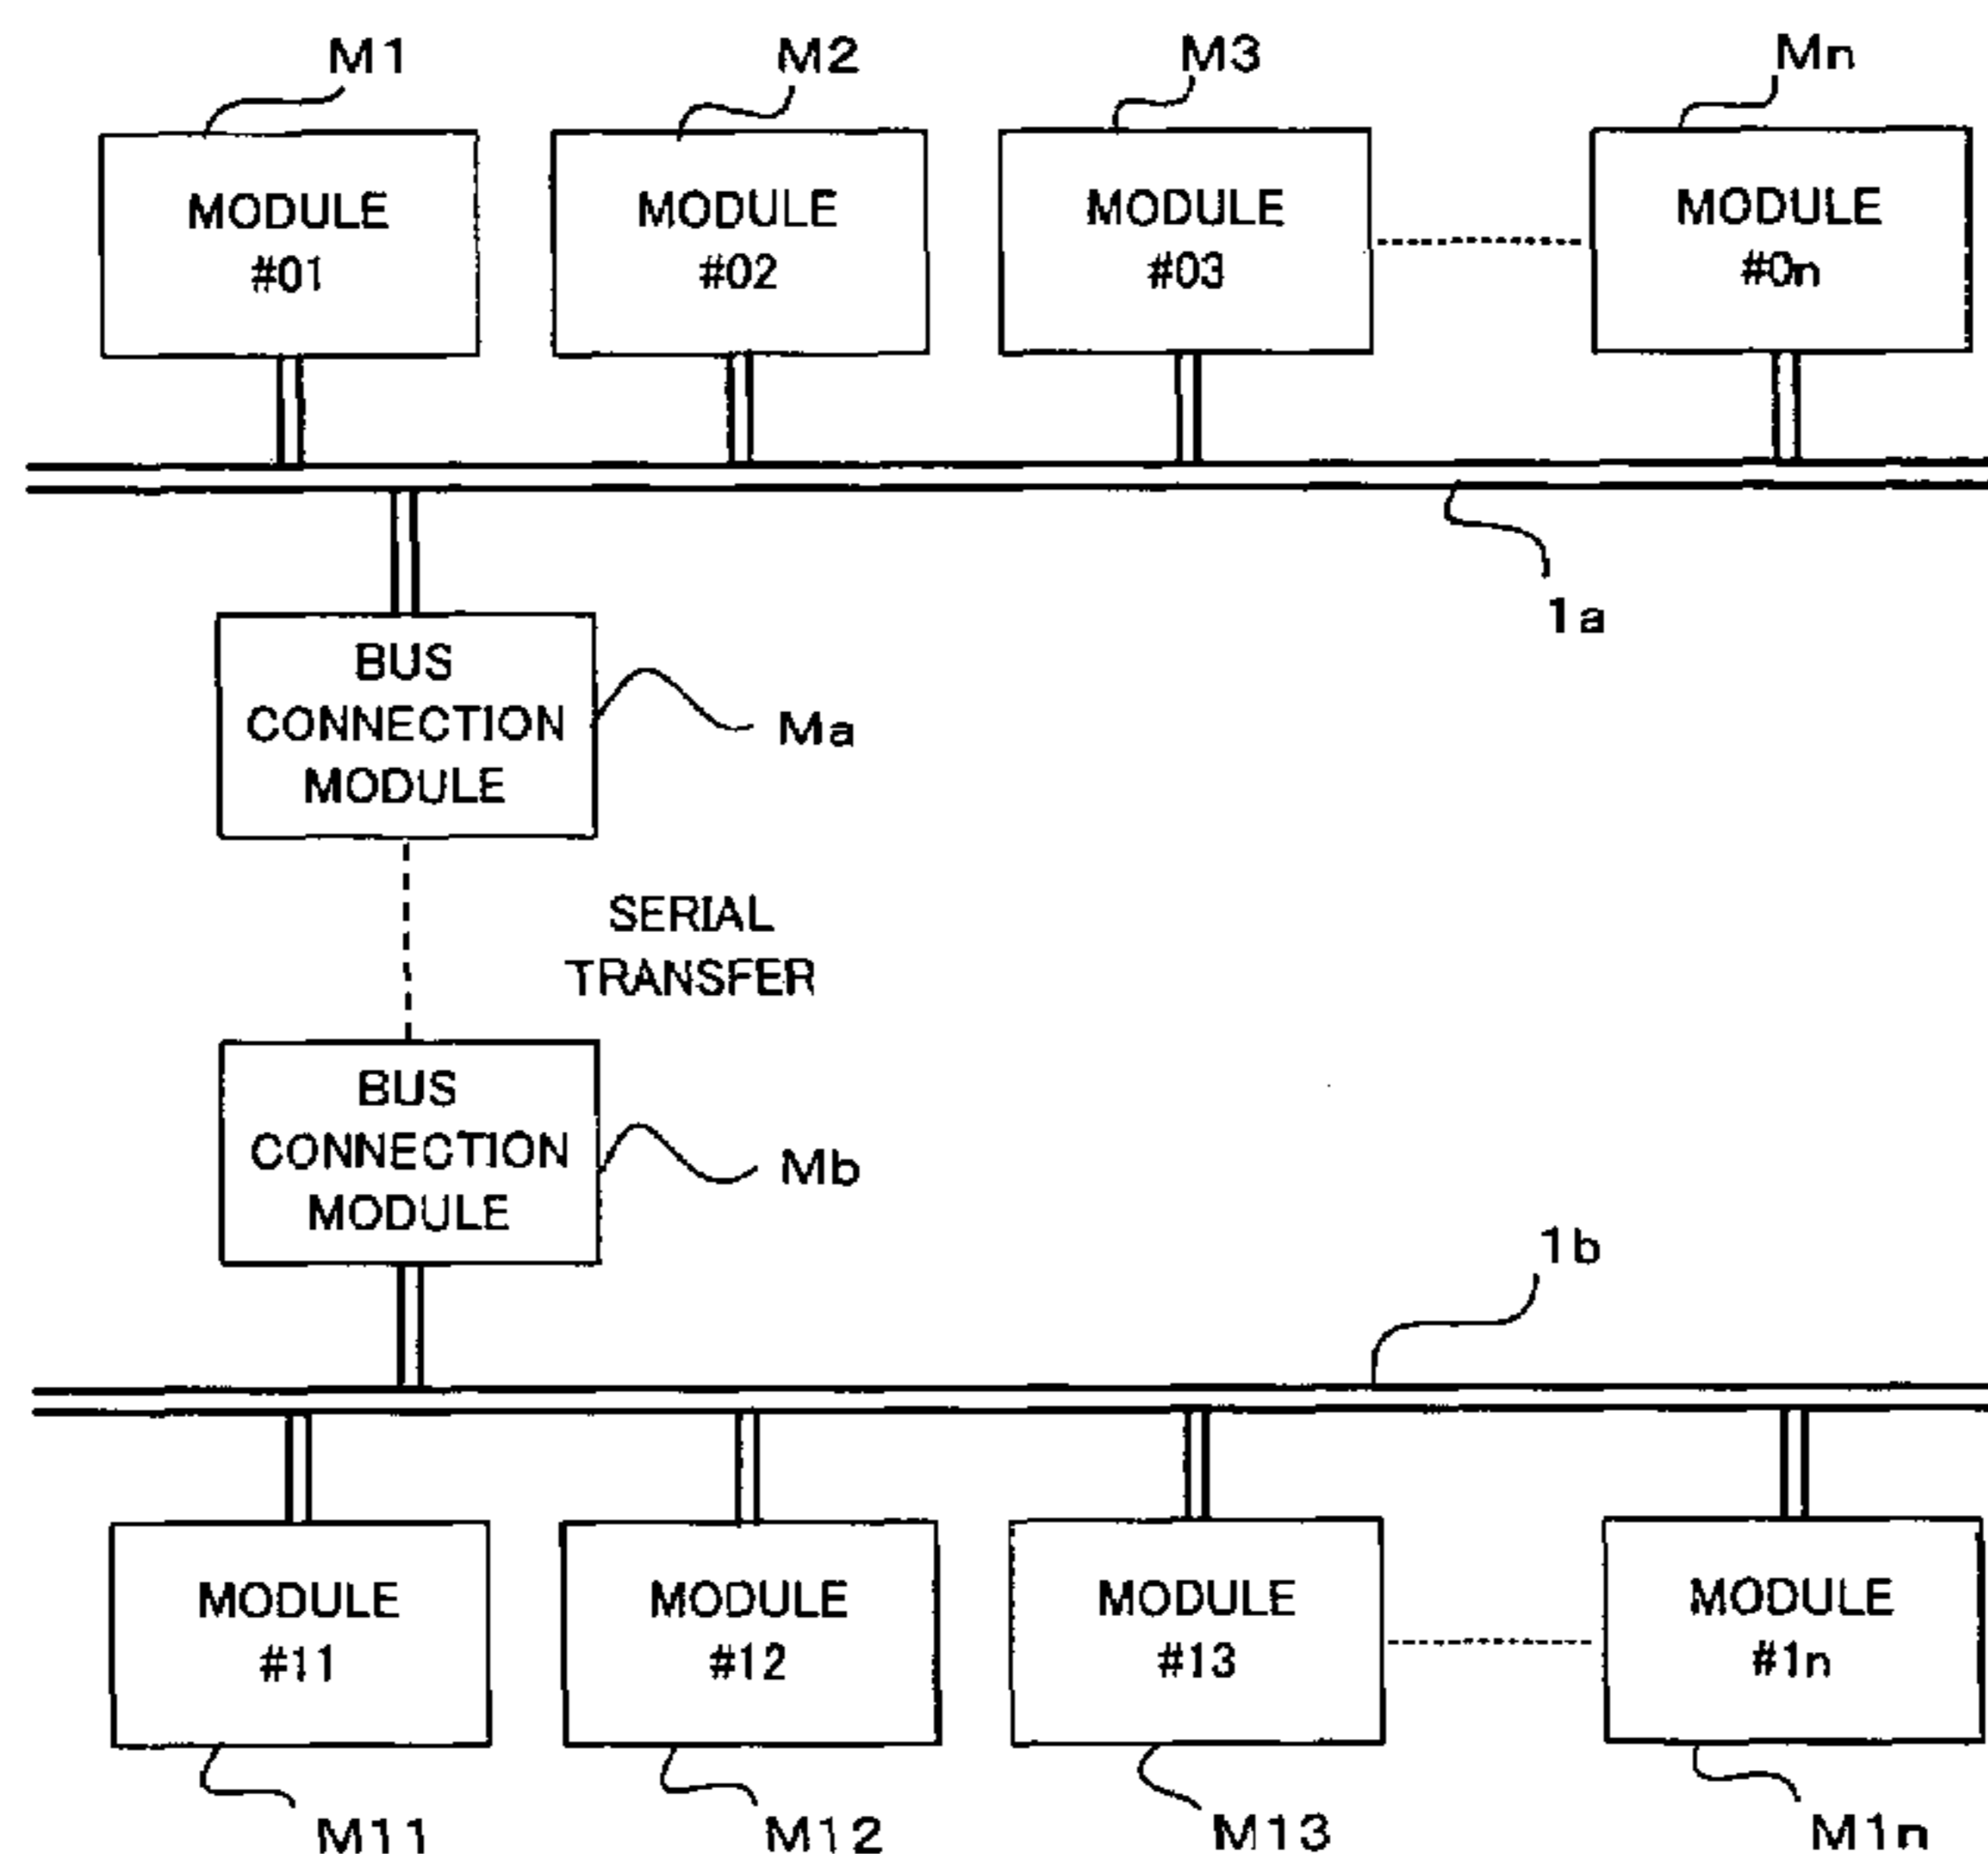 M1
M2
M3
Mn
MODULE
#01
MODULE
#02
MODULE
#03
MODULE
#0n
1a
BUS
CONNECTION
MODULE
Ma
SERIAL
TRANSFER
BUS
CONNECTION
MODULE
Mb
1b
MODULE
#11
MODULE
#12
MODULE
#13
MODULE
#1n
M11
M12
M13
M1n